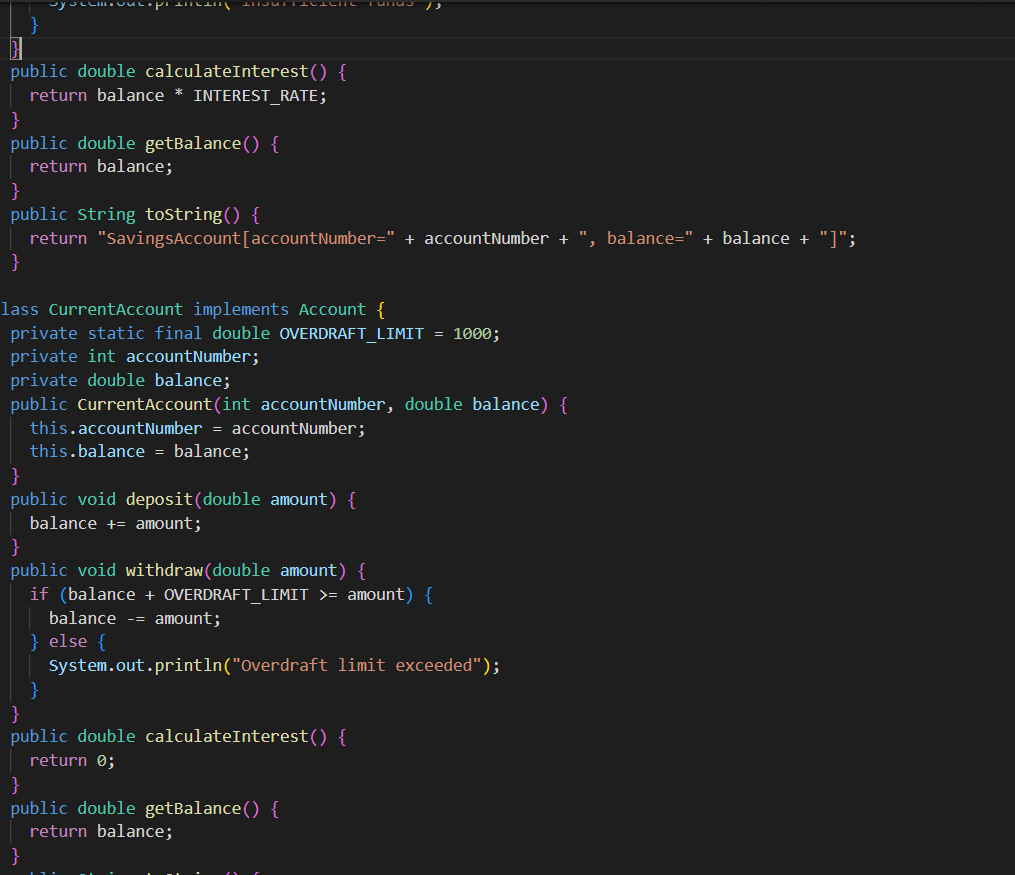 System.out.println("Insufficient funds");
}
}
public double calculateInterest() {
return balance * INTEREST_RATE;
}
public double getBalance() {
return balance;
}
public String toString() {
return "SavingsAccount[accountNumber=" + accountNumber + ", balance=" + balance + "]";
}
lass CurrentAccount implements Account {
private static final double OVERDRAFT_LIMIT = 1000;
private int accountNumber;
private double balance;
public CurrentAccount(int accountNumber, double balance) {
this.accountNumber = accountNumber;
this.balance = balance;
}
public void deposit(double amount) {
balance += amount;
}
public void withdraw(double amount) {
if (balance + OVERDRAFT_LIMIT >= amount) {
balance -= amount;
} else {
System.out.println("Overdraft limit exceeded");
}
}
public double calculateInterest() {
return 0;
}
public double getBalance() {
return balance;
}